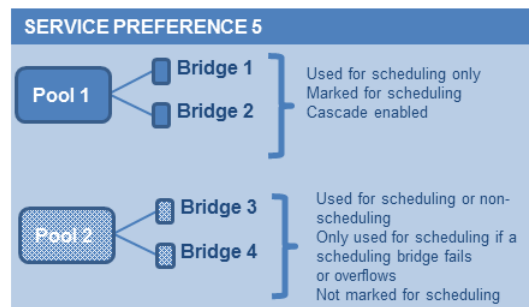 SERVICE PREFERENCE 5
Pool 1
Bridge 1
Bridge 2
Used for scheduling only
Marked for scheduling
Cascade enabled
Pool 2
Bridge 3
Bridge 4
Used for scheduling or non-
scheduling
Only used for scheduling if a
scheduling bridge fails
or overflows
Not marked for scheduling